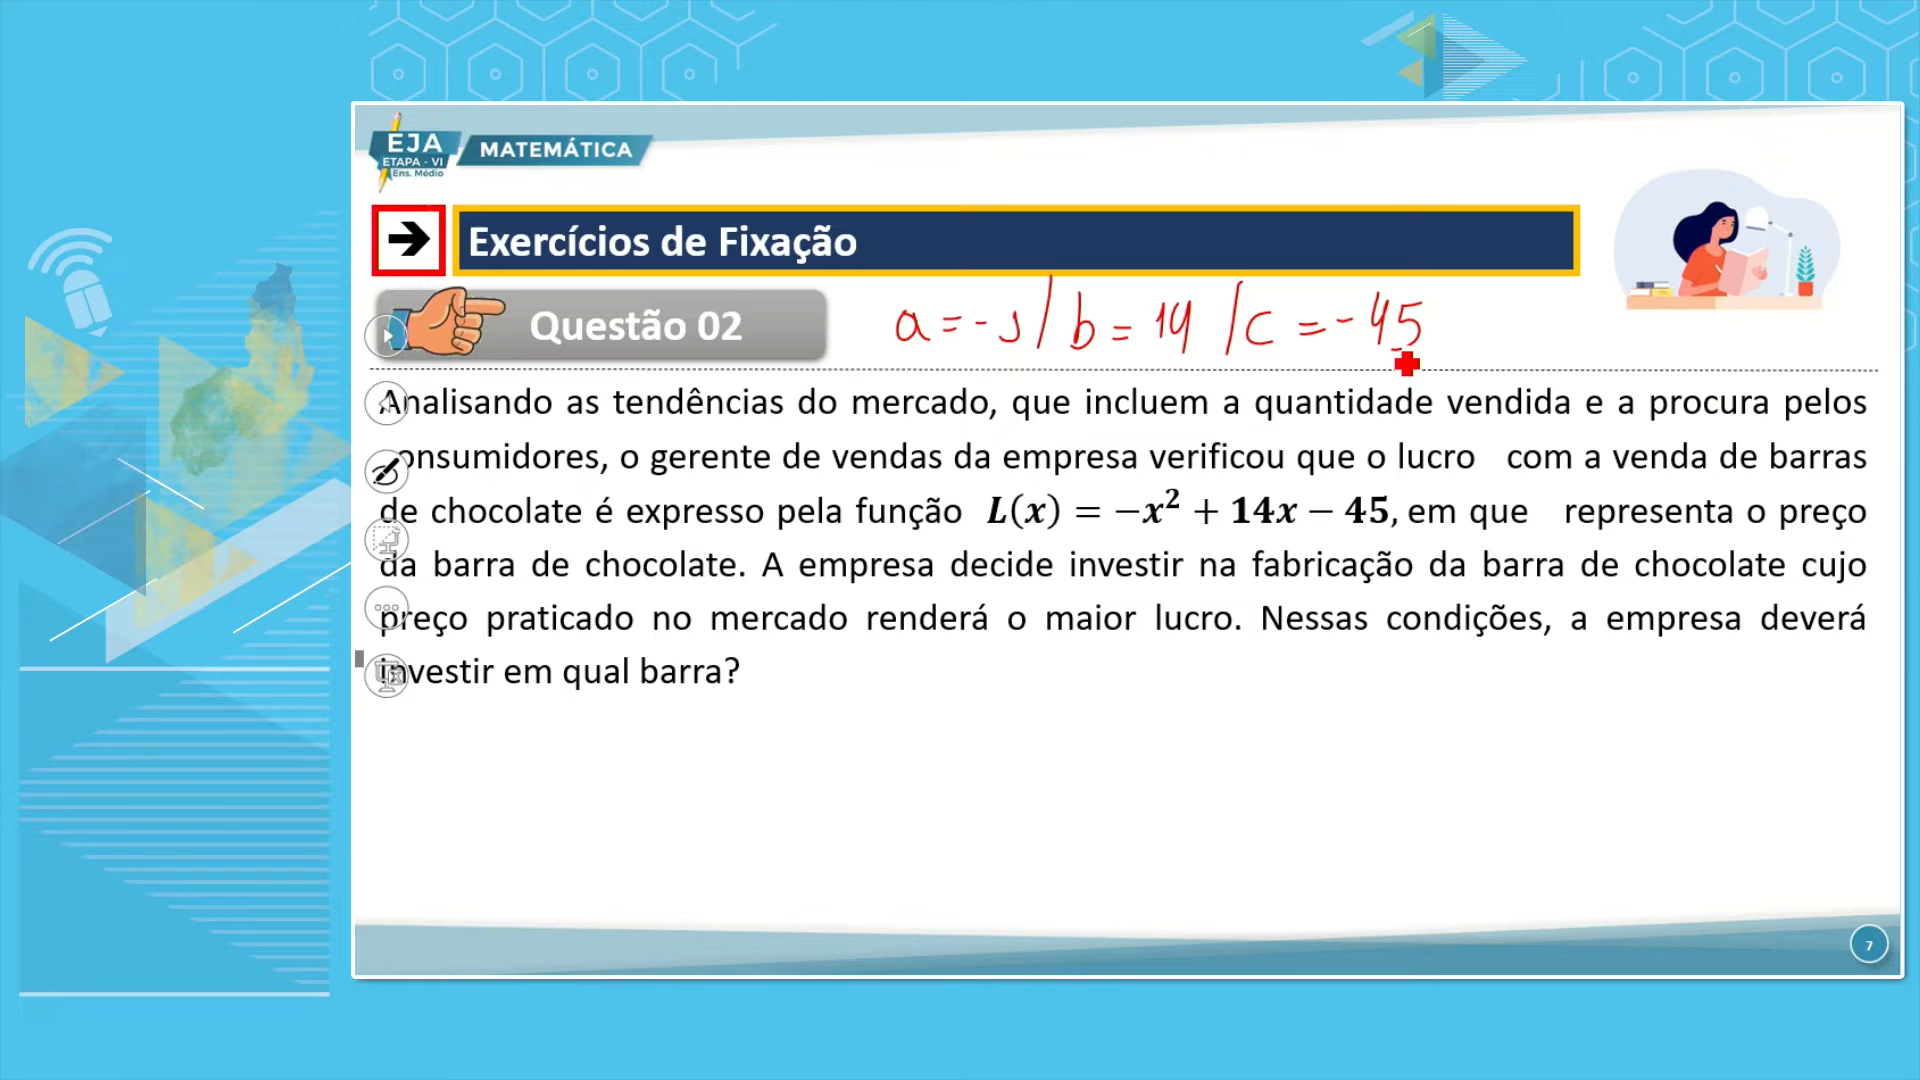 EJA
ETAPA - VI
Ens. Médio
MATEMÁTICA
Exercícios de Fixação
Questão 02
a = -1 / b = 14 / c = -45
Analisando as tendências do mercado, que incluem a quantidade vendida e a procura pelos
consumidores, o gerente de vendas da empresa verificou que o lucro com a venda de barras
de chocolate é expresso pela função L(x) = −x² + 14x − 45, em que representa o preço
da barra de chocolate. A empresa decide investir na fabricação da barra de chocolate cujo
preço praticado no mercado renderá o maior lucro. Nessas condições, a empresa deverá
investir em qual barra?
7